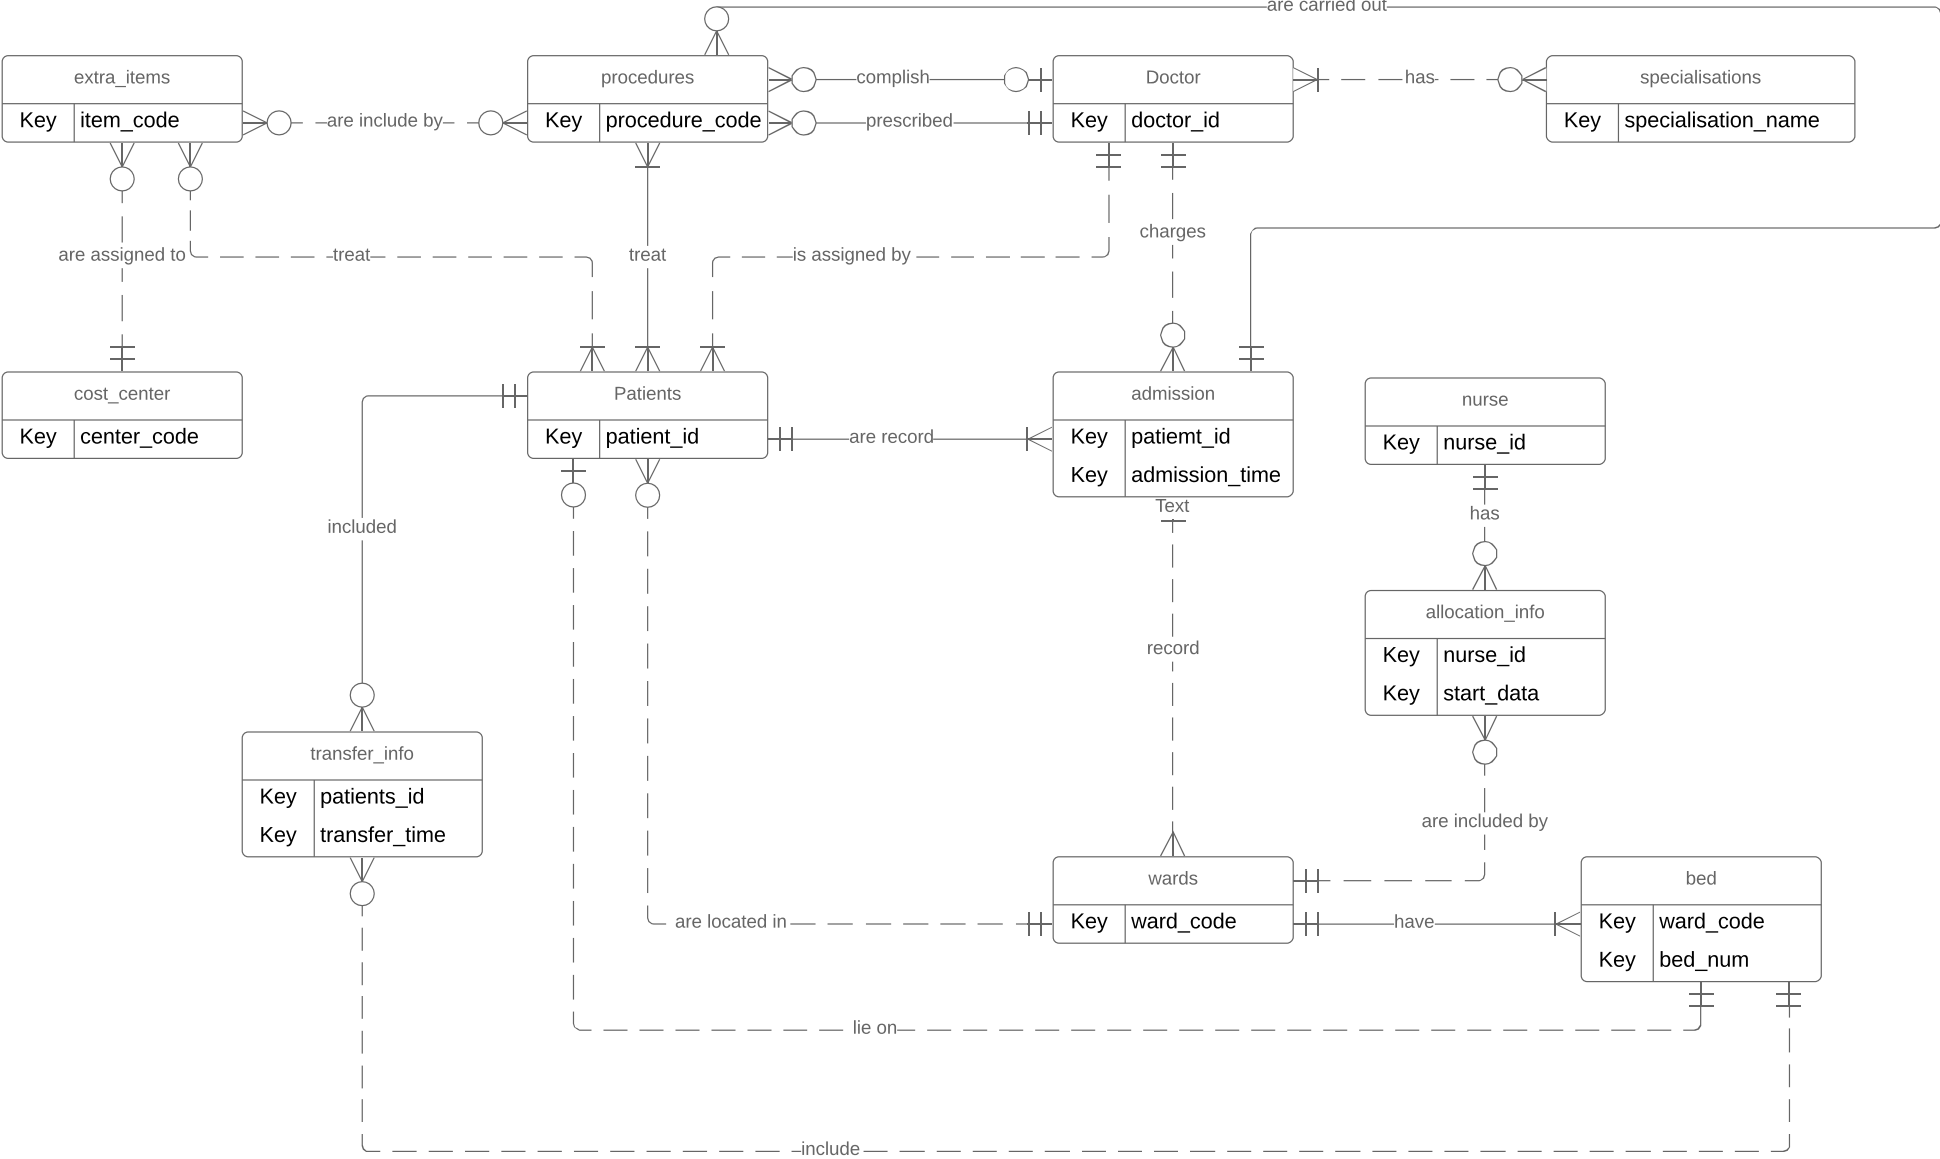 are carried out
extra_items
procedures
complish
Doctor
has
specialisations
Key item_code
are include by
Key procedure_code
prescribed
Key doctor_id
Key specialisation_name
charges
are assigned to
treat
treat
is assigned by
cost_center
Patients
admission
nurse
Key center_code
Key patient_id
are record
Key patiemt_id
Key nurse_id
Key admission_time
Text
has
included
allocation_info
record
Key nurse_id
Key start_data
transfer_info
Key patients_id
Key transfer_time
are included by
wards
bed
are located in
Key ward_code
have
Key ward_code
Key bed_num
lie on
include